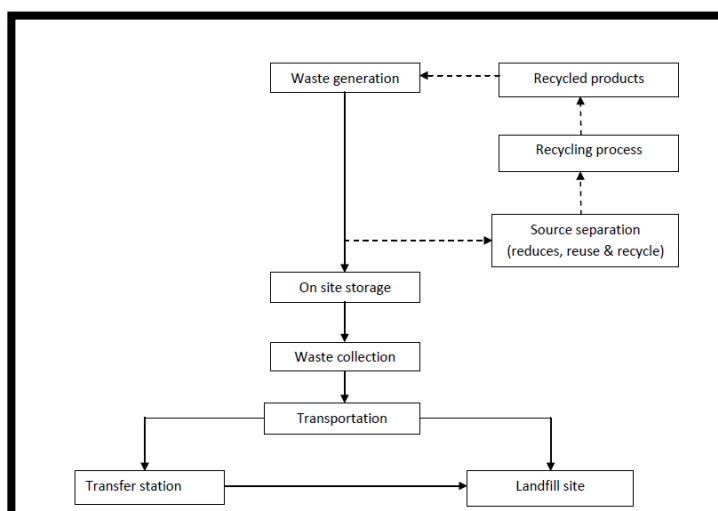 Waste generation
Recycled products
Recycling process
Source separation
(reduces, reuse & recycle)
On site storage
Waste collection
Transportation
Transfer station
Landfill site